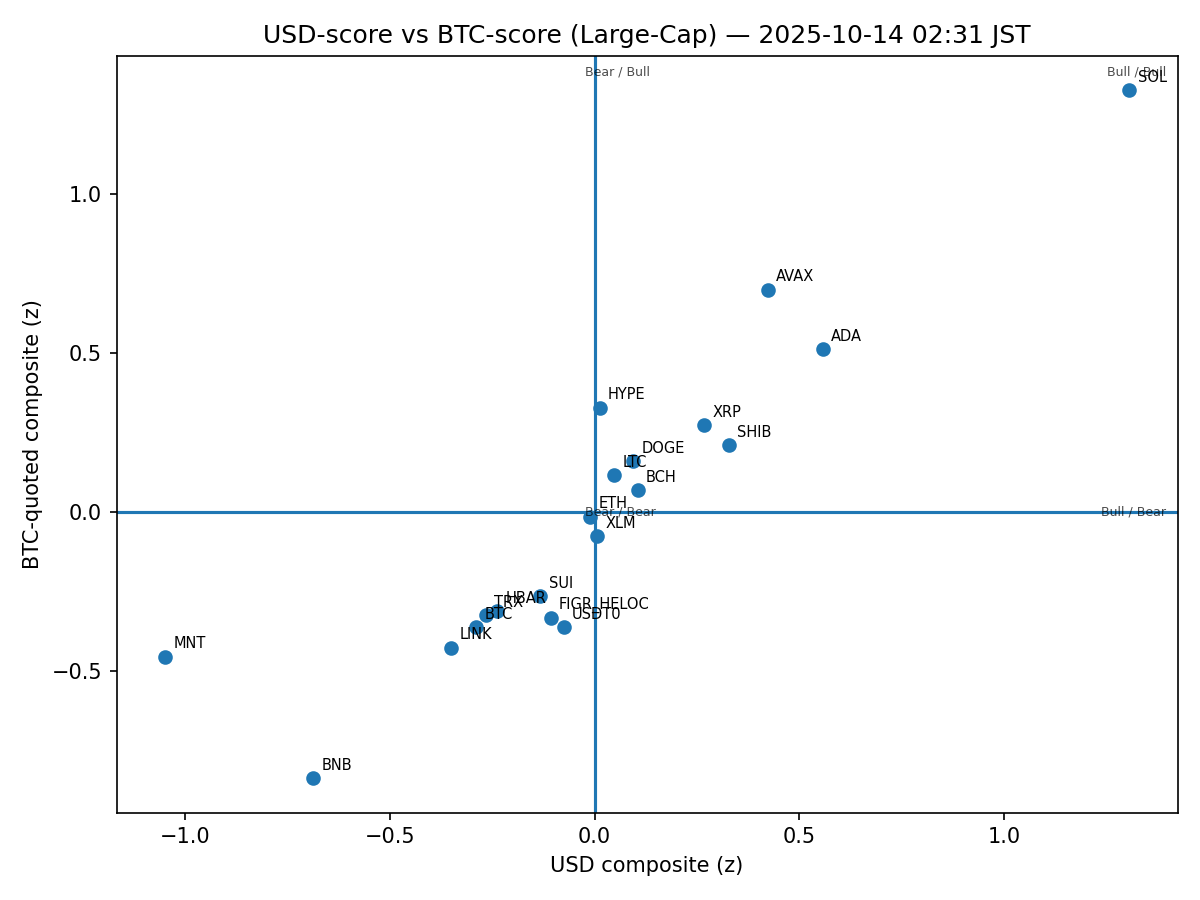 USD-score vs BTC-score (Large-Cap) — 2025-10-14 02:31 JST
Bear / Bull
Bull / Bull
SOL
1.0
AVAX
ADA
0.5
HYPE
XRP
SHIB
DOGE
LTC
BCH
ETH
0.0
Bear / Bear
Bull / Bear
XLM
SUI
HBAR
TRX
FIGR_HELOC
BTC
USDT0
LINK
MNT
−0.5
BNB
−1.0
−0.5
0.0
0.5
1.0
USD composite (z)
BTC-quoted composite (z)